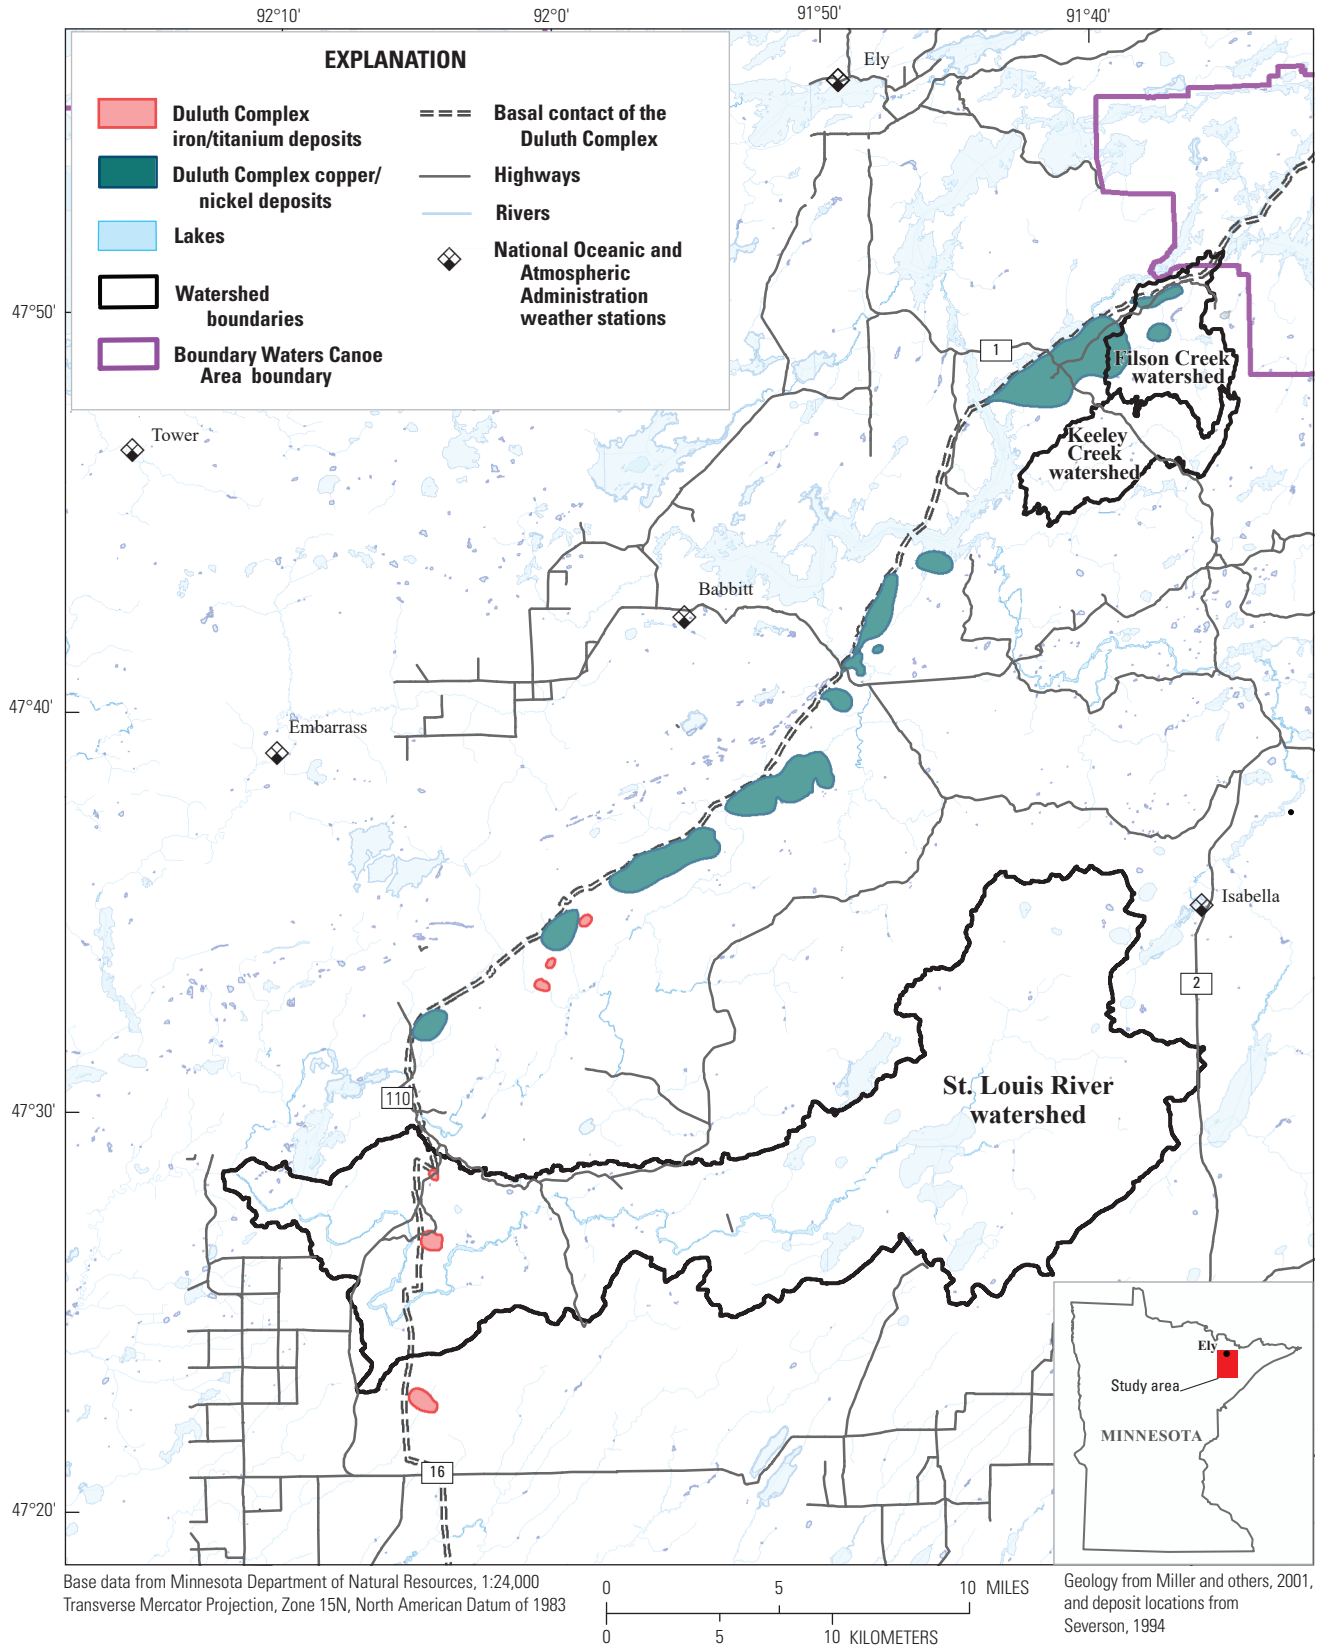 92°10'
92°0'
91°50'
91°40'
EXPLANATION
Duluth Complex
iron/titanium deposits
Duluth Complex copper/
nickel deposits
Lakes
Watershed
boundaries
Boundary Waters Canoe
Area boundary
Basal contact of the
Duluth Complex
Highways
Rivers
National Oceanic and
Atmospheric
Administration
weather stations
Ely
47°50'
1
Filson Creek
watershed
Tower
Keeley
Creek
watershed
Babbitt
47°40'
Embarrass
Isabella
2
St. Louis River
watershed
110
47°30'
16
47°20'
Ely
Study area
MINNESOTA
Base data from Minnesota Department of Natural Resources, 1:24,000
Transverse Mercator Projection, Zone 15N, North American Datum of 1983
0 5 10 MILES
0 5 10 KILOMETERS
Geology from Miller and others, 2001,
and deposit locations from
Severson, 1994